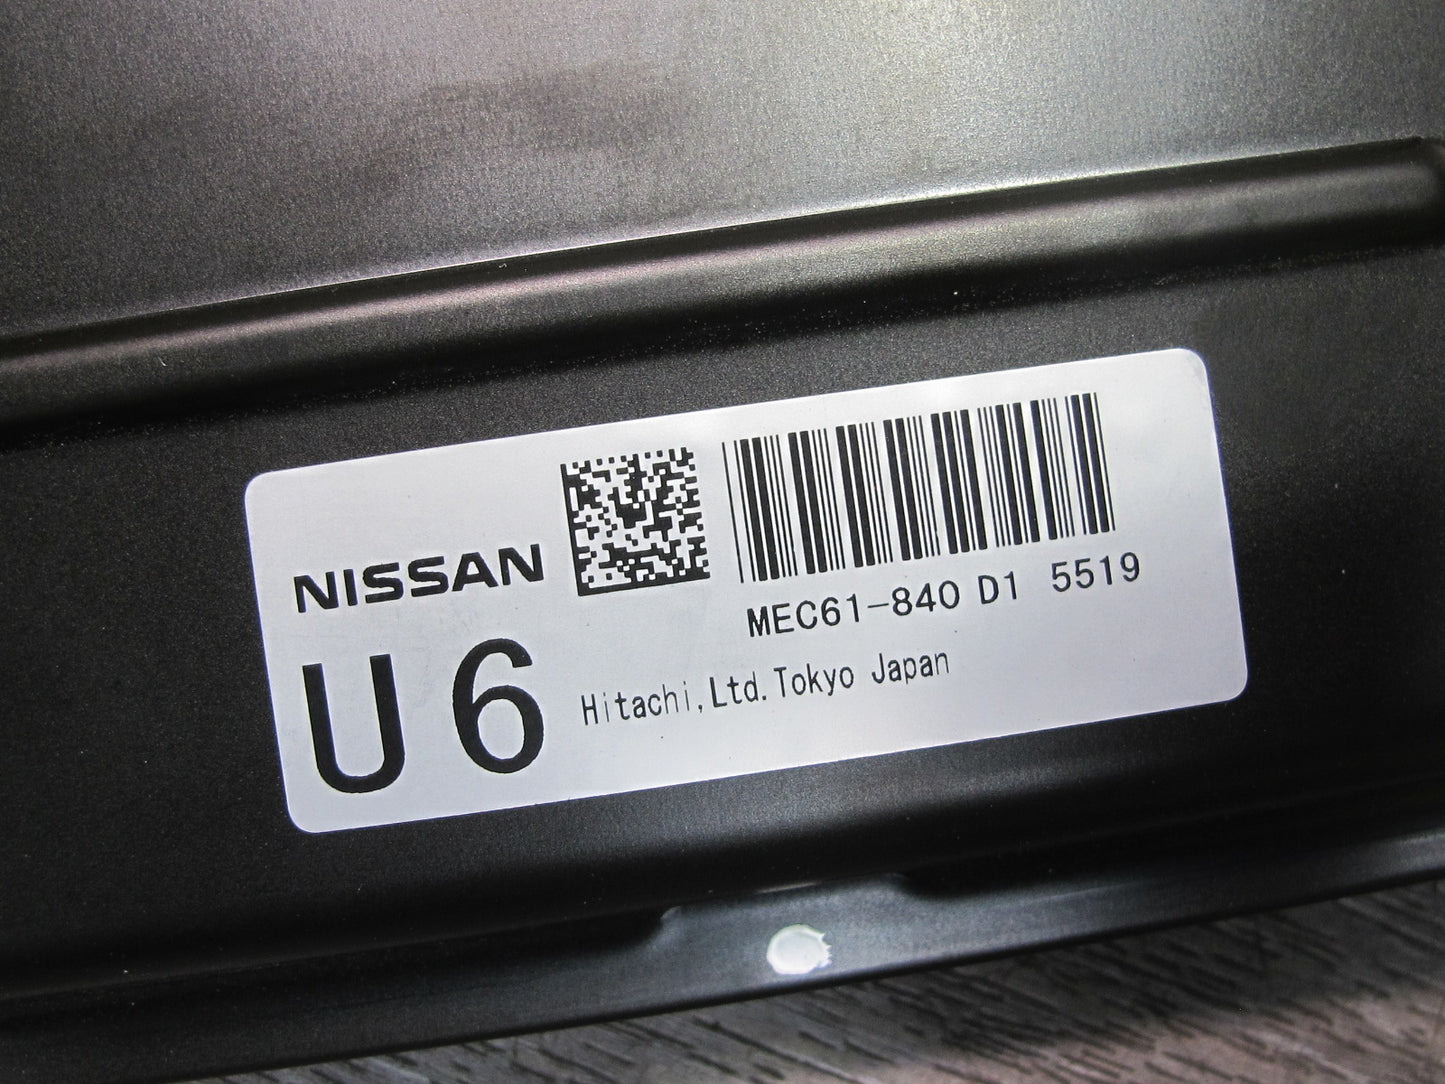 NISSAN
MEC61-840 D1 5519
U6
Hitachi,Ltd.Tokyo Japan